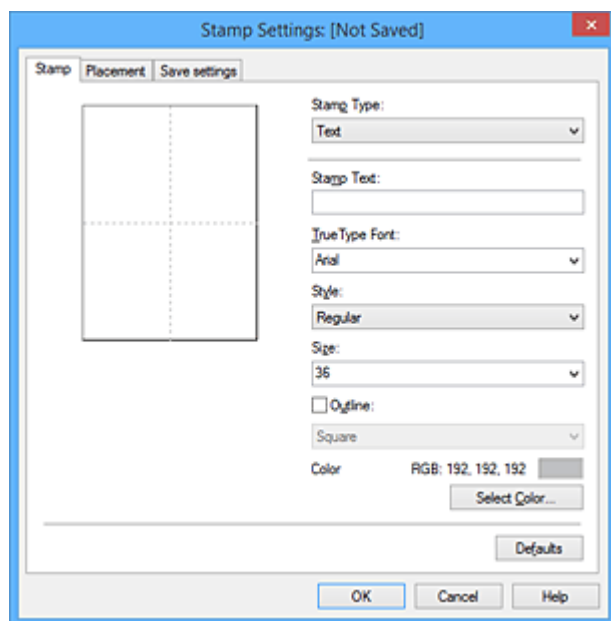 Stamp Settings: [Not Saved]
Stamp Placement Save settings
Stamp Type:
Text
Stamp Text:
TrueType Font:
Arial
Style:
Regular
Size:
36
Outline:
Square
Color RGB: 192, 192, 192
Select Color...
Defaults
OK Cancel Help